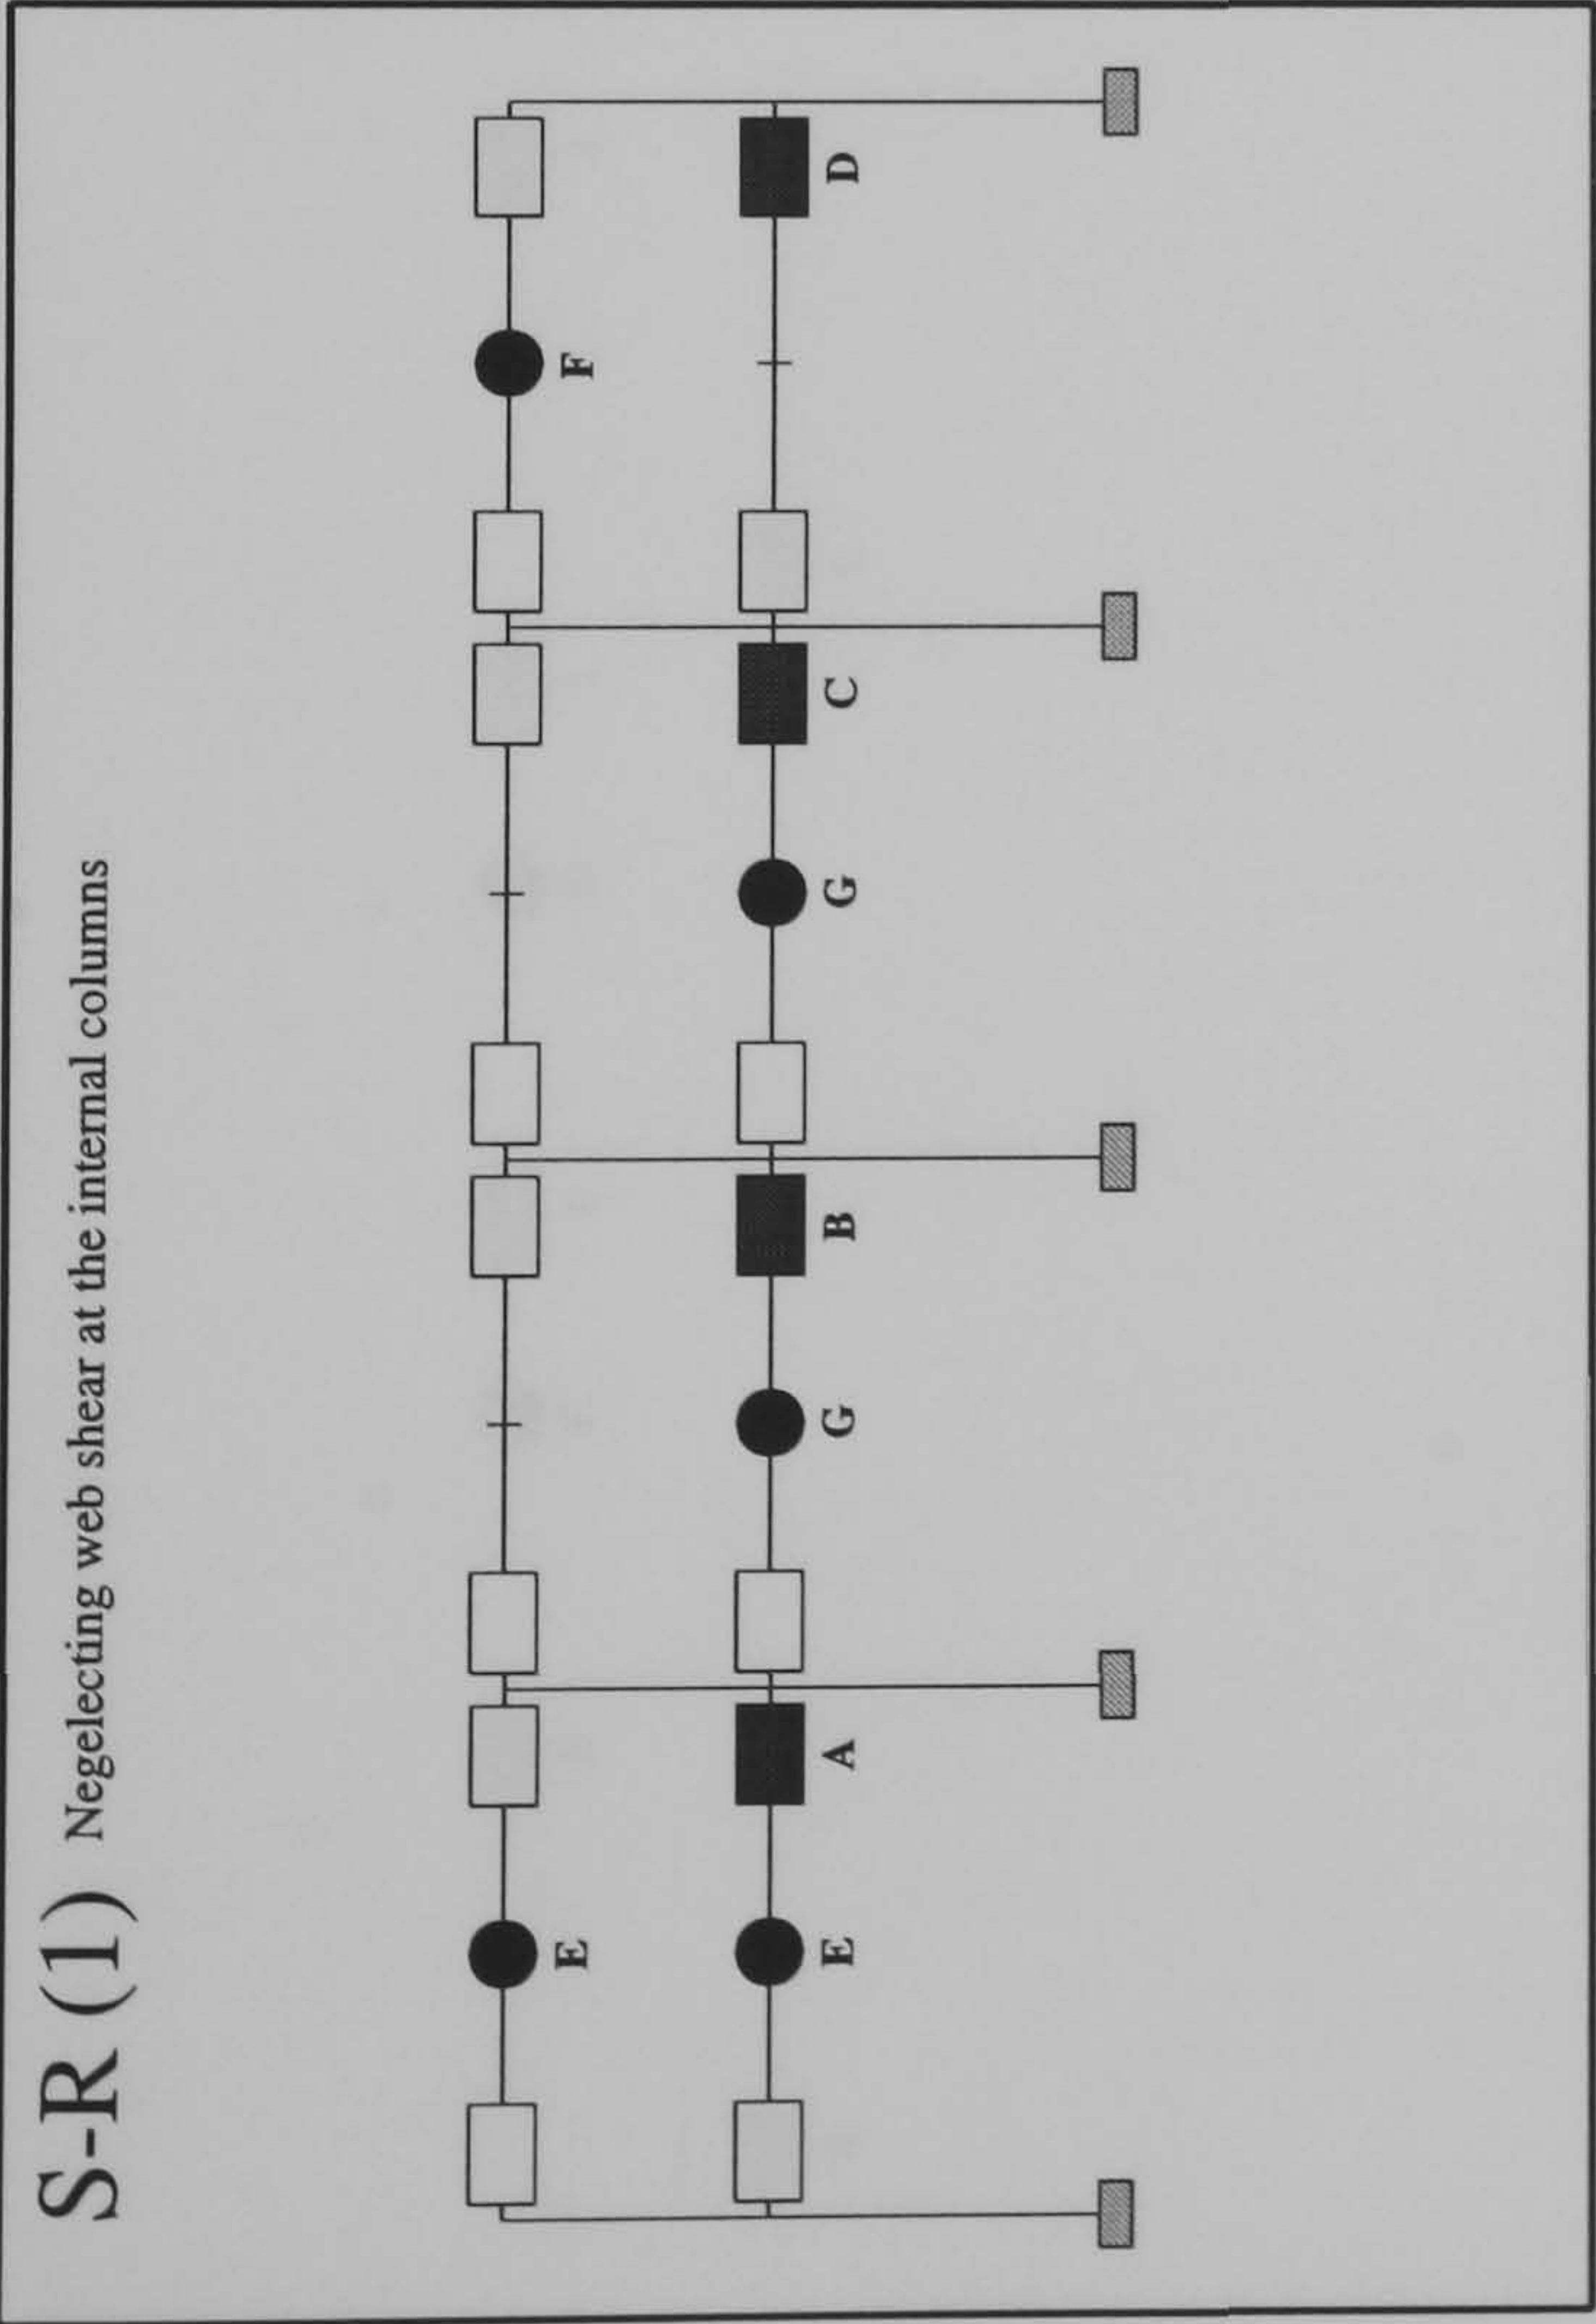 S-R (1) Negelecting web shear at the internal columns
E F
E A G B G C D